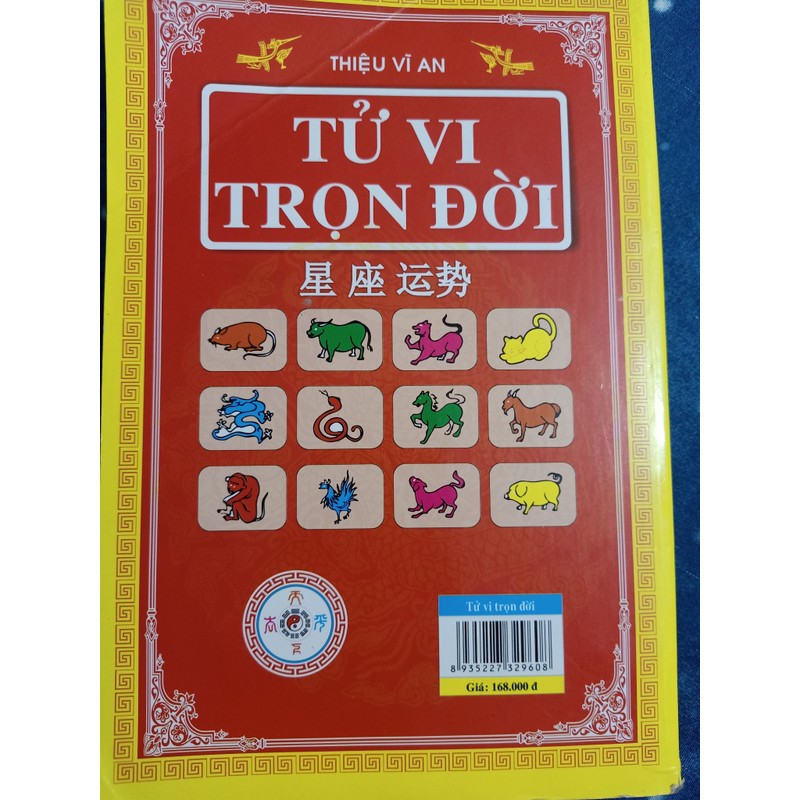 THIỆU VĨ AN
TỬ VI
TRỌN ĐỜI
星座运势
Tử vi trọn đời
8 935227 329608
Giá: 168.000 đ